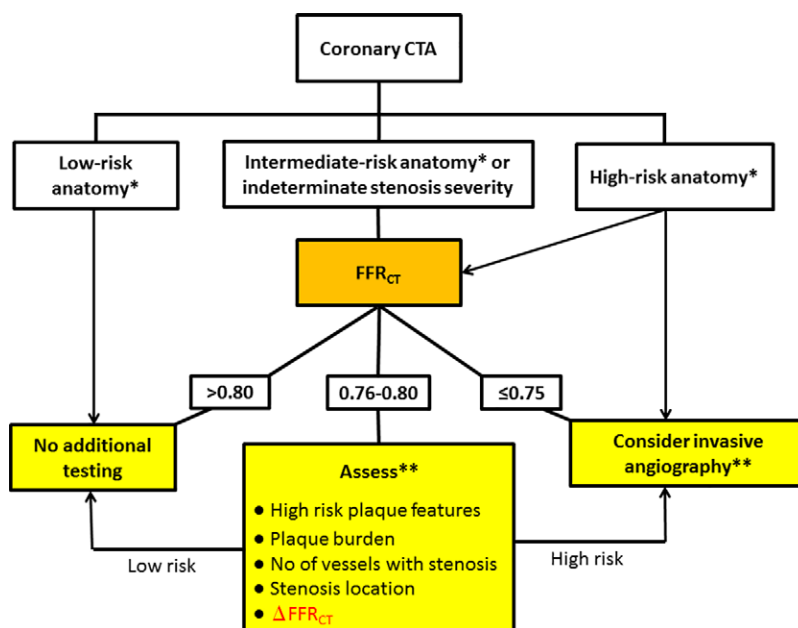 Coronary CTA
Low-risk
anatomy*
Intermediate-risk anatomy* or
indeterminate stenosis severity
High-risk anatomy*
FFRCT
>0.80
0.76-0.80
≤0.75
No additional
testing
Consider invasive
angiography**
Assess**
● High risk plaque features
● Plaque burden
● No of vessels with stenosis
● Stenosis location
● ΔFFRCT
Low risk
High risk